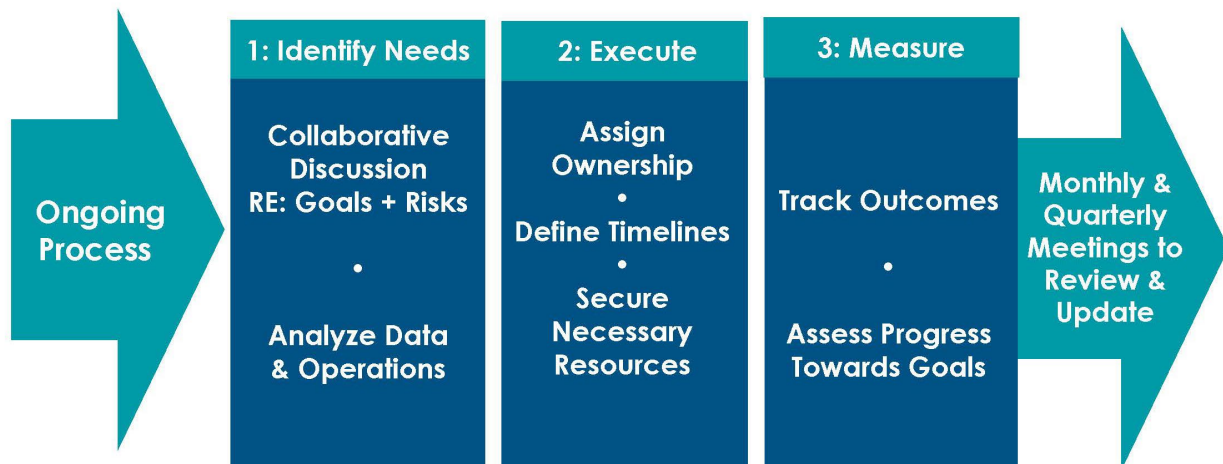 Ongoing
Process
1: Identify Needs
Collaborative
Discussion
RE: Goals + Risks
•
Analyze Data
& Operations
2: Execute
Assign
Ownership
•
Define Timelines
•
Secure
Necessary
Resources
3: Measure
Track Outcomes
•
Assess Progress
Towards Goals
Monthly &
Quarterly
Meetings to
Review &
Update